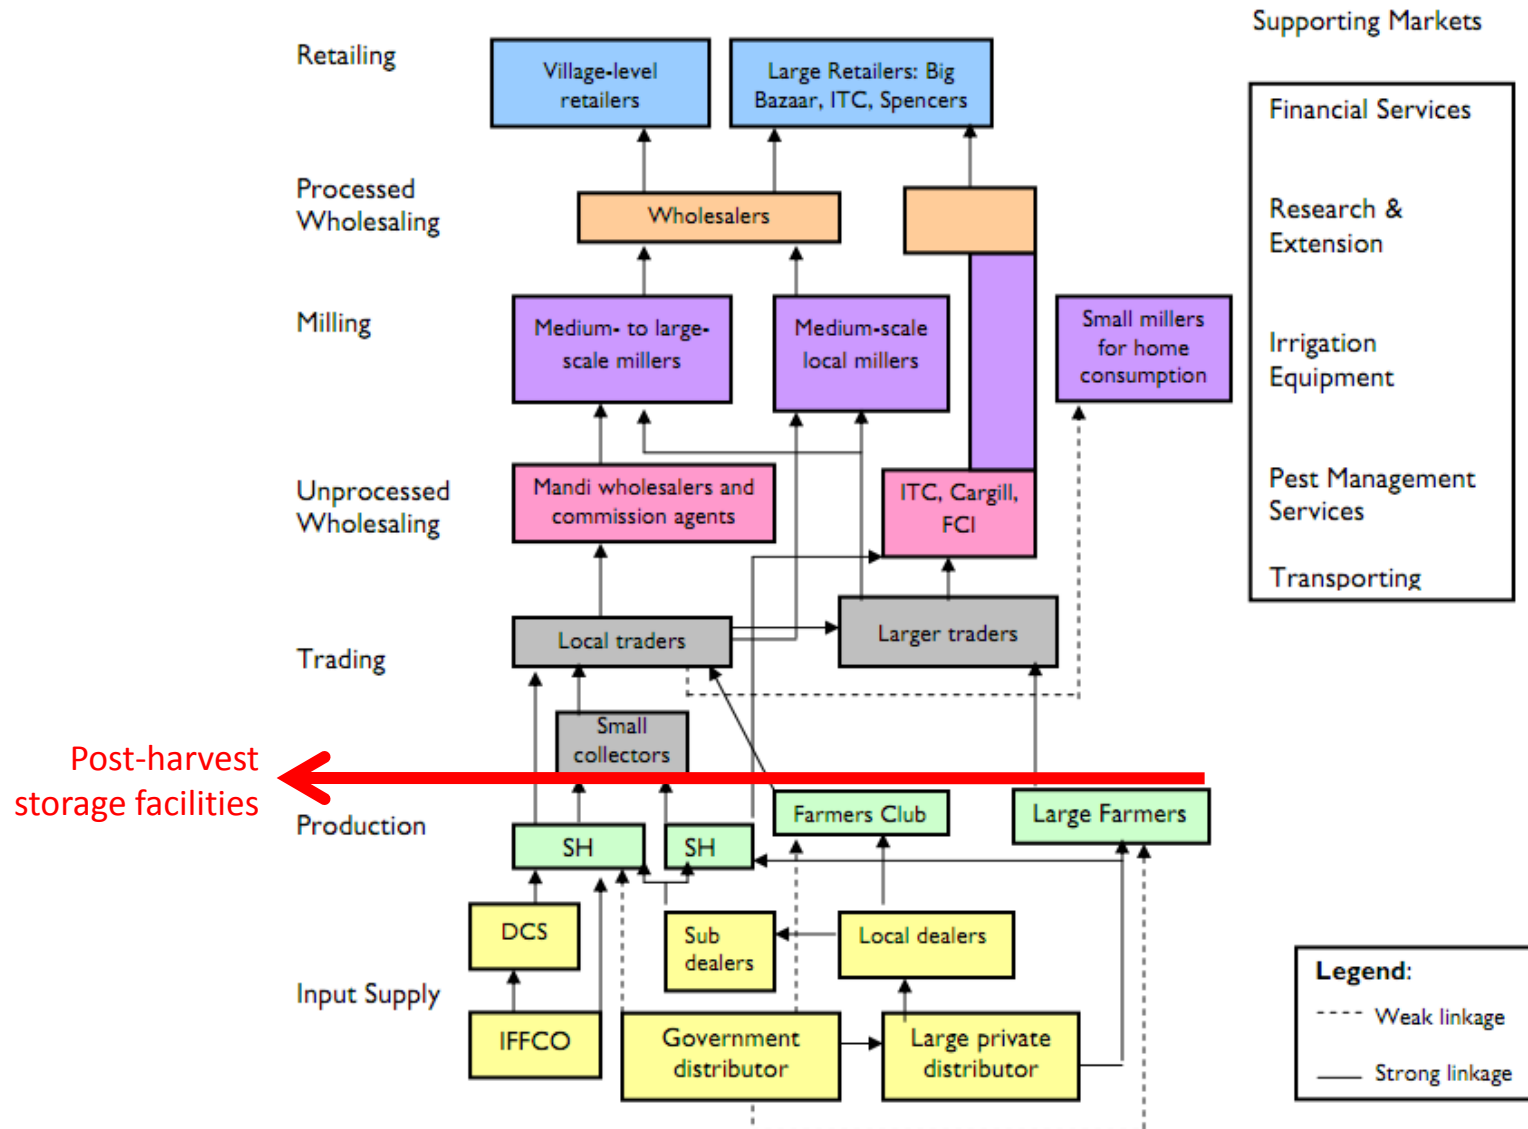 Supporting Markets
Retailing
Village-level
retailers
Large Retailers: Big
Bazaar, ITC, Spencers
Financial Services
Processed
Wholesaling
Wholesalers
Research &
Extension
Milling
Medium- to large-
scale millers
Medium-scale
local millers
Small millers
for home
consumption
Irrigation
Equipment
Unprocessed
Wholesaling
Mandi wholesalers and
commission agents
ITC, Cargill,
FCI
Pest Management
Services
Transporting
Trading
Local traders
Larger traders
Small
collectors
Post-harvest
storage facilities
Production
SH
SH
Farmers Club
Large Farmers
DCS
Sub
dealers
Local dealers
Input Supply
IFFCO
Government
distributor
Large private
distributor
Legend:
Weak linkage
Strong linkage